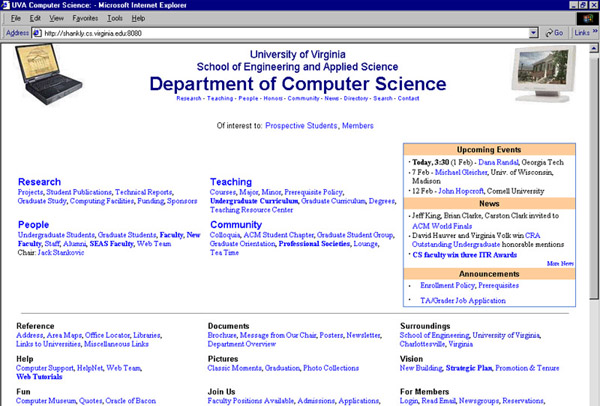 UVA Computer Science: - Microsoft Internet Explorer
File Edit View Favorites Tools Help
Address http://shankly.cs.virginia.edu:8080 Go Links »
University of Virginia
School of Engineering and Applied Science
Department of Computer Science
Research - Teaching - People - Honors - Community - News - Directory - Search - Contact
Of interest to: Prospective Students, Members
Research
Projects, Student Publications, Technical Reports,
Graduate Study, Computing Facilities, Funding, Sponsors
People
Undergraduate Students, Graduate Students, Faculty, New
Faculty, Staff, Alumni, SEAS Faculty, Web Team
Chair: Jack Stankovic
Teaching
Courses, Major, Minor, Prerequisite Policy,
Undergraduate Curriculum, Graduate Curriculum, Degrees,
Teaching Resource Center
Community
Colloquia, ACM Student Chapter, Graduate Student Group,
Graduate Orientation, Professional Societies, Lounge,
Tea Time
Upcoming Events
· Today, 3:30 (1 Feb) - Dana Randal, Georgia Tech
· 7 Feb - Michael Gleicher, Univ. of Wisconsin,
Madison
· 12 Feb - John Hopcroft, Cornell University
News
· Jeff King, Brian Clarke, Carston Clark invited to
ACM World Finals
· David Hauver and Virginia Volk win CRA
Outstanding Undergraduate honorable mentions
· CS faculty win three ITR Awards
More News
Announcements
· Enrollment Policy, Prerequisites
· TA/Grader Job Application
Reference
Address, Area Maps, Office Locator, Libraries,
Links to Universities, Miscellaneous Links
Documents
Brochure, Message from Our Chair, Posters, Newsletter,
Department Overview
Surroundings
School of Engineering, University of Virginia,
Charlottesville, Virginia
Help
Computer Support, HelpNet, Web Team,
Web Tutorials
Pictures
Classic Moments, Graduation, Photo Collections
Vision
New Building, Strategic Plan, Promotion & Tenure
Fun
Computer Museum, Quotes, Oracle of Bacon
Join Us
Faculty Positions Available, Admissions, Applications,
For Members
Login, Read Email, Newsgroups, Reservations,